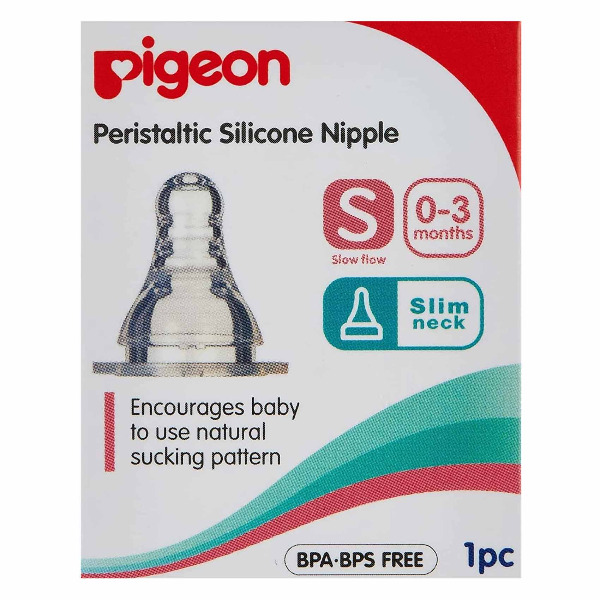 pigeon
Peristaltic Silicone Nipple
S
Slow flow
0-3
months
Slim
neck
Encourages baby
to use natural
sucking pattern
BPA·BPS FREE
1pc